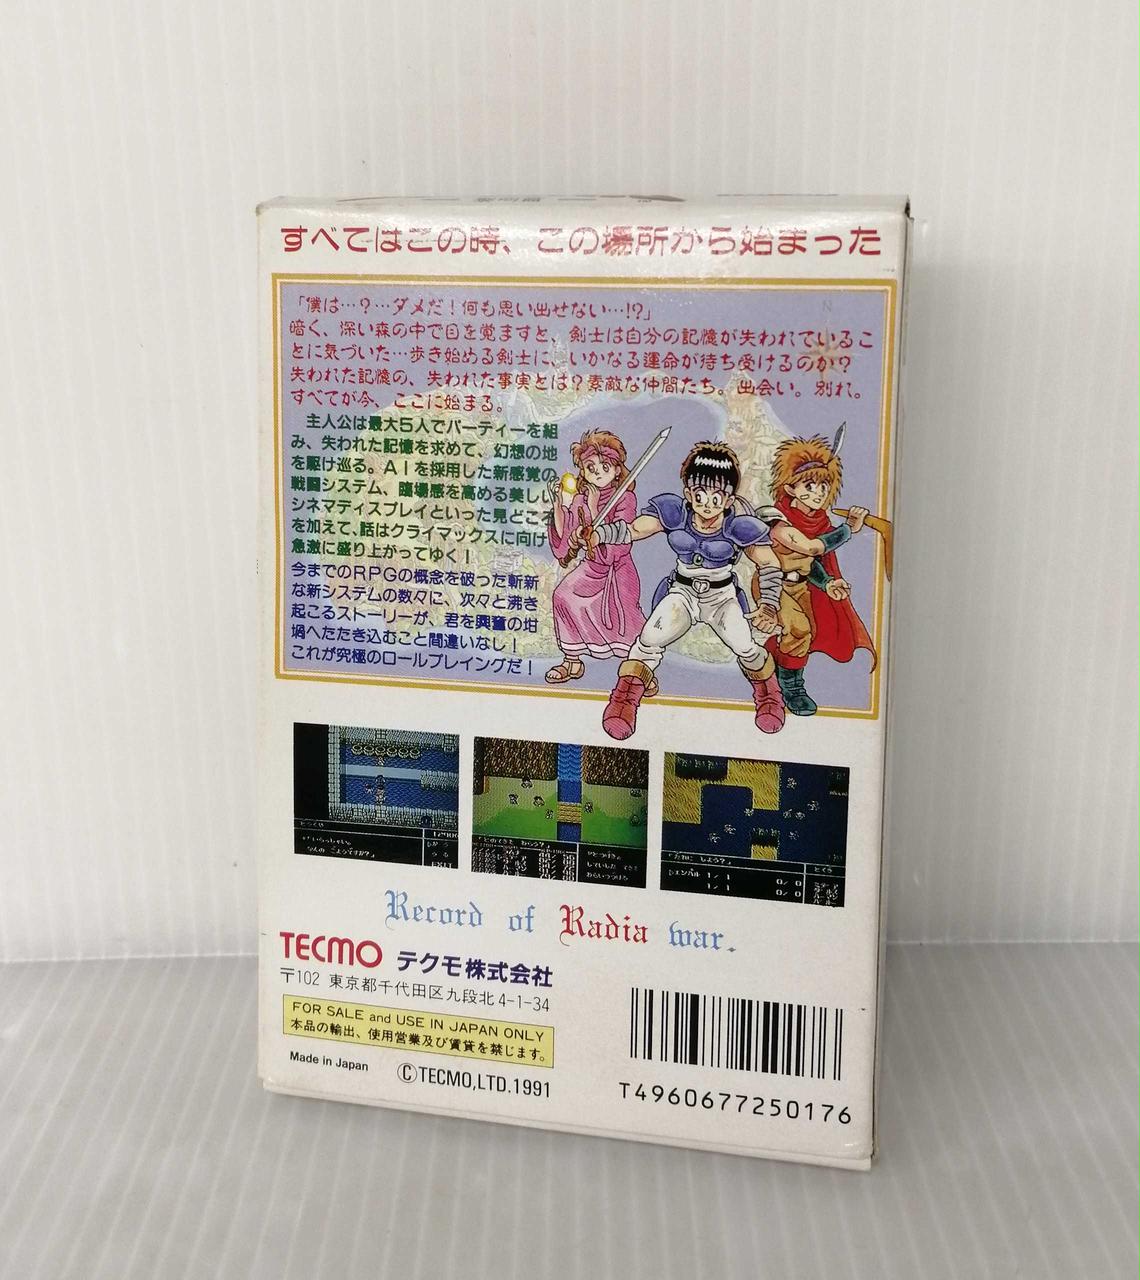 すべてはこの時、この場所から始まった
「僕は…？…ダメだ！何も思い出せない…!?」
暗く、深い森の中で目を覚ますと、剣士は自分の記憶が失われているこ
とに気づいた…歩き始める剣士に、いかなる運命が待ち受けるのか？
失われた記憶の、失われた事実とは？素敵な仲間たち。出会い。別れ。
すべてが今、ここに始まる。
主人公は最大5人でパーティーを組
み、失われた記憶を求めて、幻想の地
を駆け巡る。AIを採用した新感覚の
戦闘システム、臨場感を高める美しい
シネマディスプレイといった見どころ
を加えて、話はクライマックスに向け
急激に盛り上がってゆく！
今までのRPGの概念を破った斬新
な新システムの数々に、次々と沸き
起こるストーリーが、君を興奮の坩
堝へたたき込むこと間違いなし！
これが究極のロールプレイングだ！
N
EXIT
Record of Radia war.
TECMO テクモ株式会社
〒102 東京都千代田区九段北4-1-34
FOR SALE and USE IN JAPAN ONLY
本品の輸出、使用営業及び賃貸を禁じます。
Made in Japan
©TECMO,LTD.1991
T4960677250176